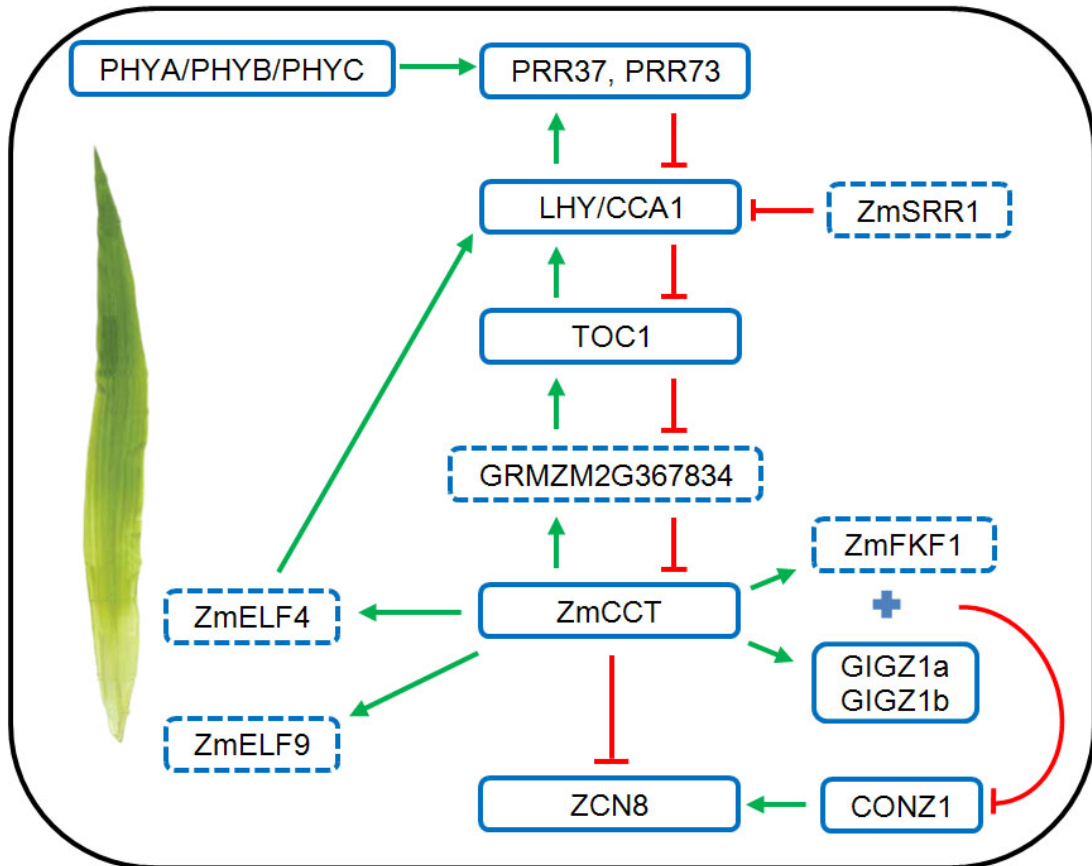 PHYA/PHYB/PHYC
PRR37, PRR73
LHY/CCA1
ZmSRR1
TOC1
GRMZM2G367834
ZmFKF1
ZmELF4
ZmCCT
GIGZ1a
GIGZ1b
ZmELF9
ZCN8
CONZ1